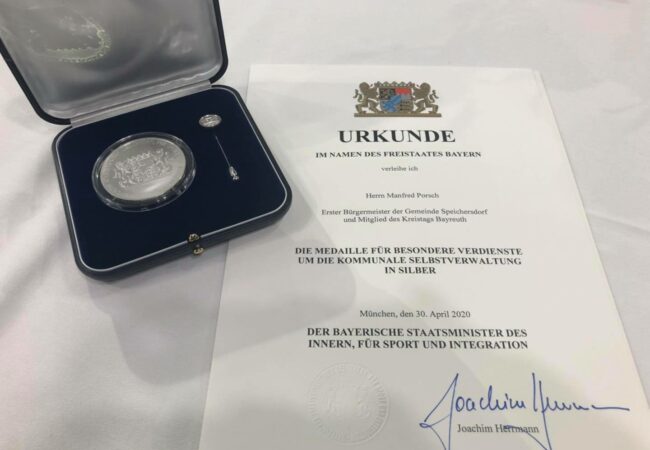 URKUNDE
IM NAMEN DES FREISTAATES BAYERN
verleihe ich
Herrn Manfred Porsch
Erster Bürgermeister der Gemeinde Speichersdorf
und Mitglied des Kreistags Bayreuth
DIE MEDAILLE FÜR BESONDERE VERDIENSTE
UM DIE KOMMUNALE SELBSTVERWALTUNG
IN SILBER
München, den 30. April 2020
DER BAYERISCHE STAATSMINISTER DES
INNERN, FÜR SPORT UND INTEGRATION
Joachim Herrmann
Joachim Herrmann